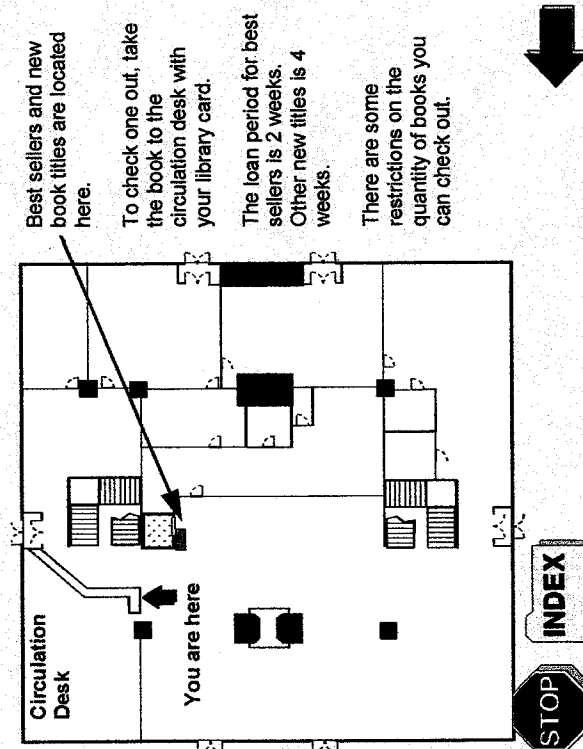 Circulation
Desk
You are here
Best sellers and new
book titles are located
here.
To check one out, take
the book to the
circulation desk with
your library card.
The loan period for best
sellers is 2 weeks.
Other new titles is 4
weeks.
There are some
restrictions on the
quantity of books you
can check out.
STOP
INDEX